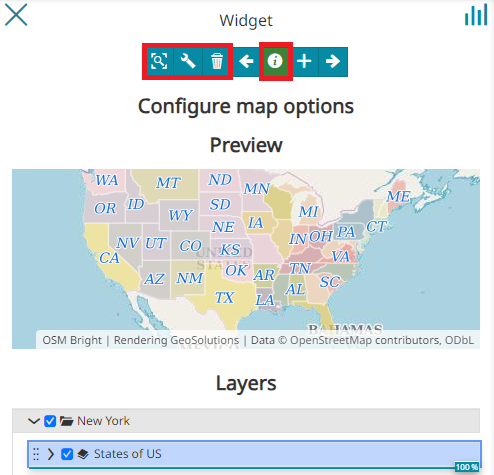 Widget
Configure map options
Preview
WA MT ND MN ME
OR ID WY SD MI
NE IA IN OH PA CT
NV UT CO KS VA
CA UNITED STATES
AZ NM OK AR TN SC
TX LA AL
BAHAMAS
MEXICO
OSM Bright | Rendering GeoSolutions | Data © OpenStreetMap contributors, ODbL
Layers
New York
States of US
100 %